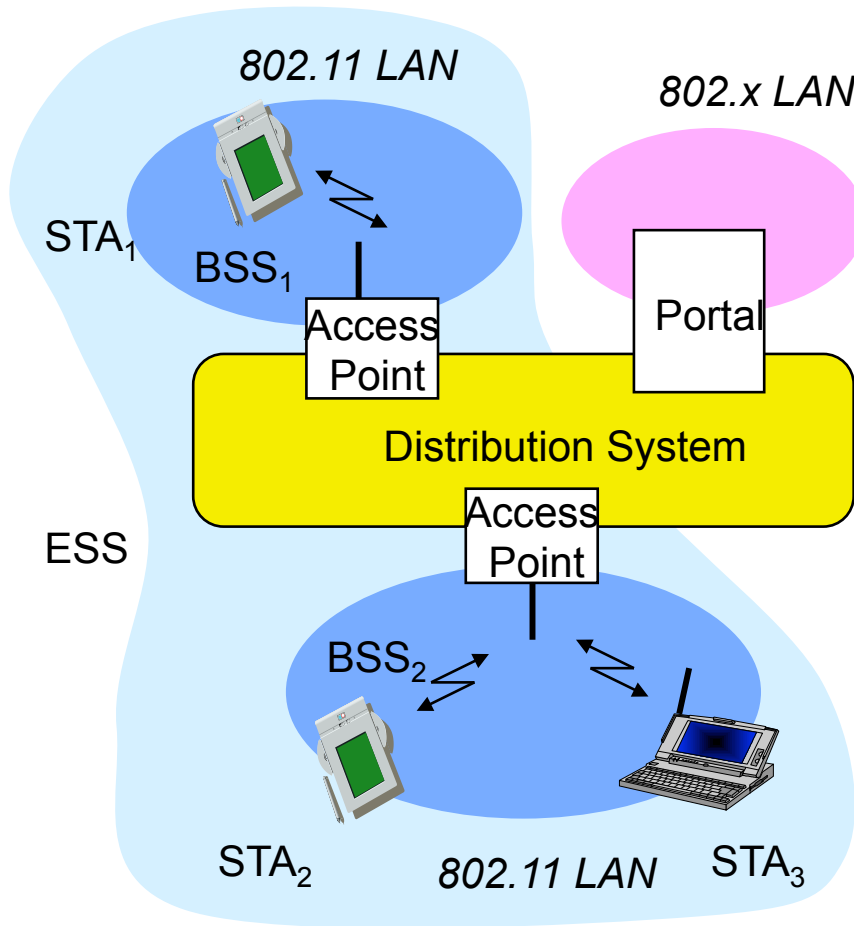 802.11 LAN
802.x LAN
STA₁
BSS₁
Access
Point
Portal
Distribution System
Access
Point
ESS
BSS₂
STA₂
802.11 LAN
STA₃